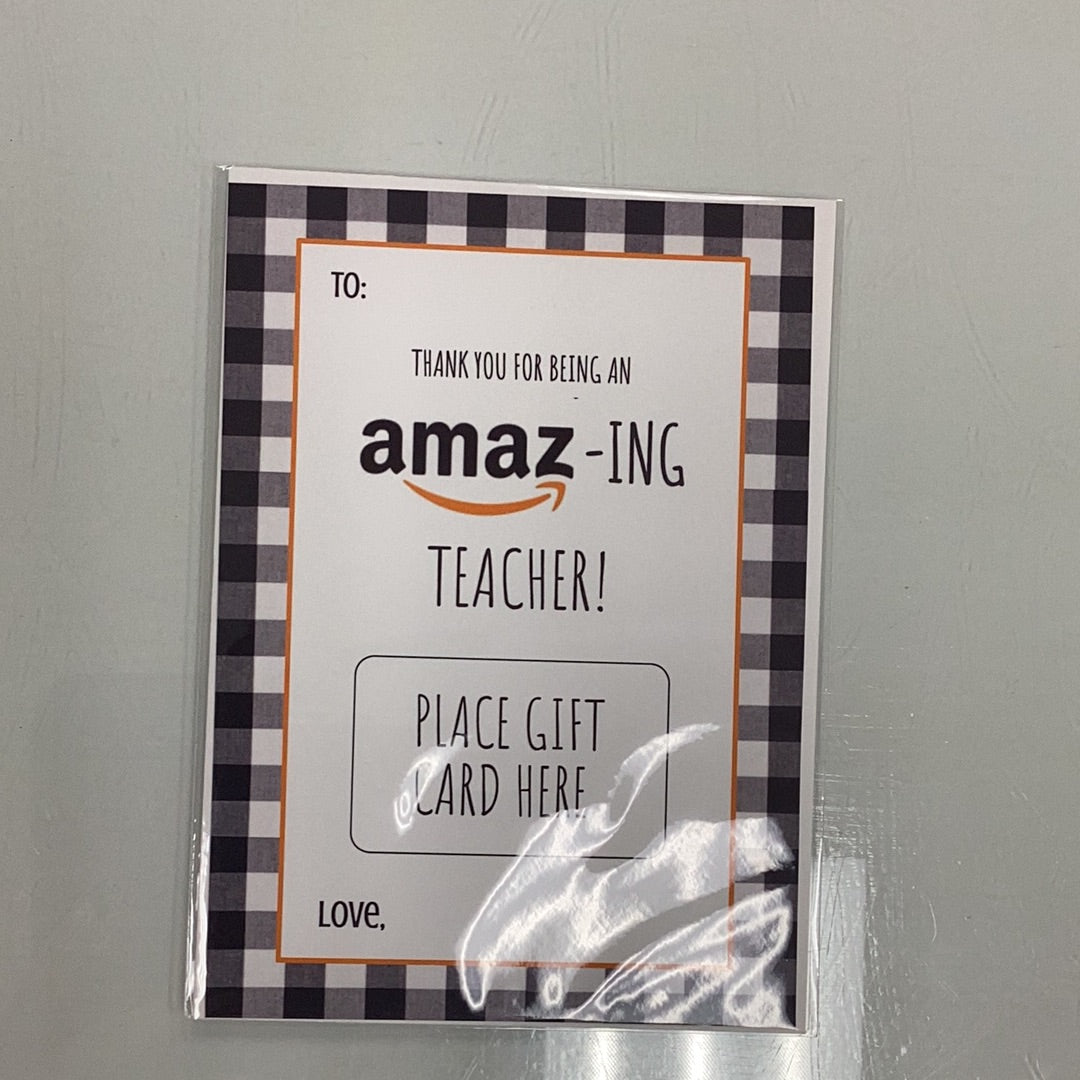 TO:
THANK YOU FOR BEING AN
amaz-ING
TEACHER!
PLACE GIFT
CARD HERE
LOVE,